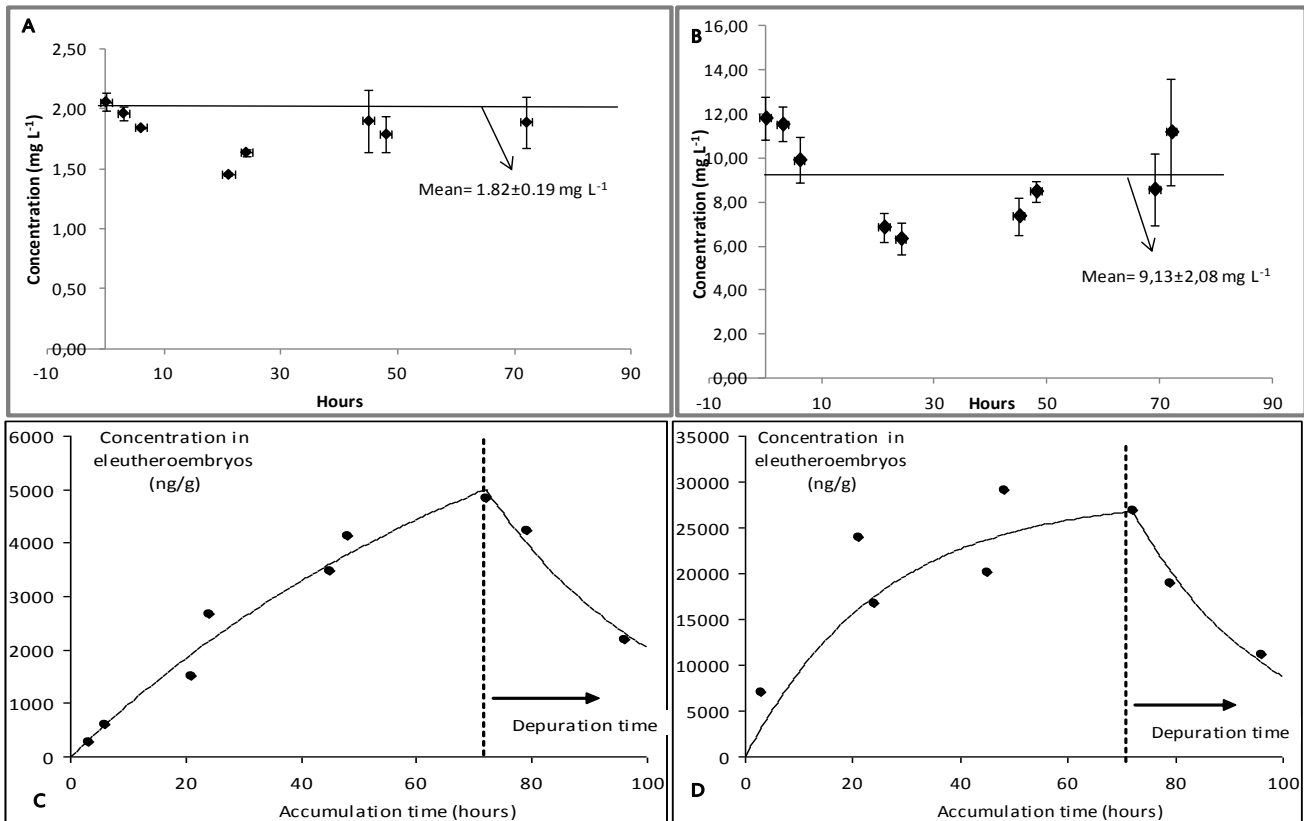 A
2,50
2,00
1,50
1,00
0,50
0,00
Concentration (mg L-1)
Mean= 1.82±0.19 mg L-1
-10
10
30
50
70
90
Hours
B
16,00
14,00
12,00
10,00
8,00
6,00
4,00
2,00
0,00
Concentration (mg L-1)
Mean= 9,13±2,08 mg L-1
-10
10
30
50
70
90
Hours
6000
5000
4000
3000
2000
1000
0
Concentration in
eleutheroembryos
(ng/g)
Depuration time
0
20
40
60
80
100
C
Accumulation time (hours)
35000
30000
25000
20000
15000
10000
5000
0
Concentration in
eleutheroembryos
(ng/g)
Depuration time
0
20
40
60
80
100
D
Accumulation time (hours)